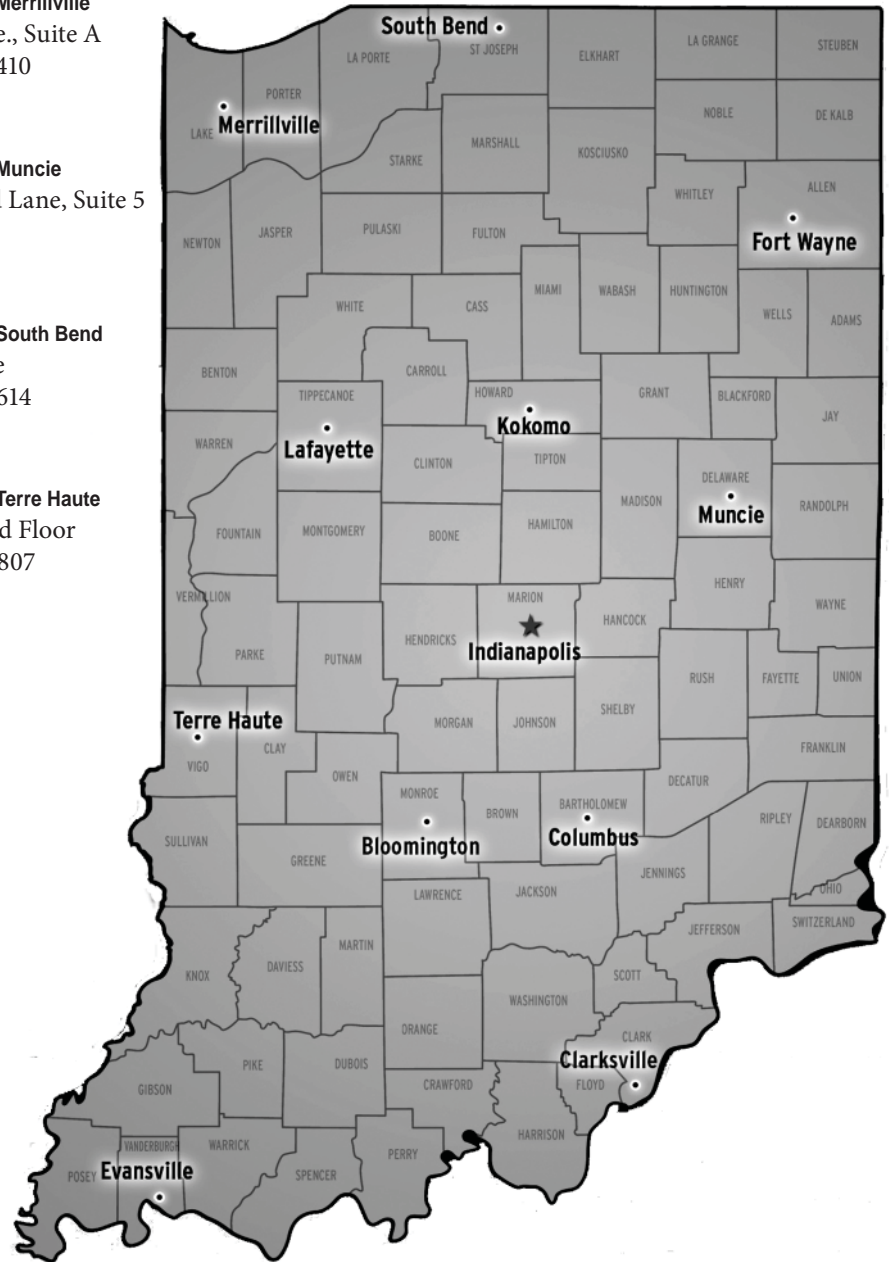 Merrillville
e., Suite A
410
Muncie
l Lane, Suite 5
South Bend
e
614
Terre Haute
d Floor
807
South Bend
ST JOSEPH
LA PORTE
ELKHART
LA GRANGE
STEUBEN
PORTER
LAKE
Merrillville
NOBLE
DE KALB
MARSHALL
STARKE
KOSCIUSKO
WHITLEY
ALLEN
Fort Wayne
NEWTON
JASPER
PULASKI
FULTON
WHITE
CASS
MIAMI
WABASH
HUNTINGTON
WELLS
ADAMS
BENTON
CARROLL
TIPPECANOE
HOWARD
GRANT
BLACKFORD
JAY
Kokomo
Lafayette
WARREN
CLINTON
TIPTON
MADISON
DELAWARE
Muncie
RANDOLPH
FOUNTAIN
MONTGOMERY
BOONE
HAMILTON
HENRY
WAYNE
VERMILLION
MARION
HANCOCK
HENDRICKS
Indianapolis
PARKE
PUTNAM
RUSH
FAYETTE
UNION
Terre Haute
CLAY
VIGO
MORGAN
JOHNSON
SHELBY
FRANKLIN
OWEN
DECATUR
MONROE
BROWN
BARTHOLOMEW
RIPLEY
DEARBORN
Bloomington
Columbus
SULLIVAN
GREENE
JENNINGS
LAWRENCE
JACKSON
OHIO
SWITZERLAND
JEFFERSON
KNOX
DAVIESS
MARTIN
SCOTT
WASHINGTON
ORANGE
CLARK
Clarksville
PIKE
DUBOIS
CRAWFORD
FLOYD
GIBSON
HARRISON
VANDERBURGH
WARRICK
PERRY
POSEY
Evansville
SPENCER